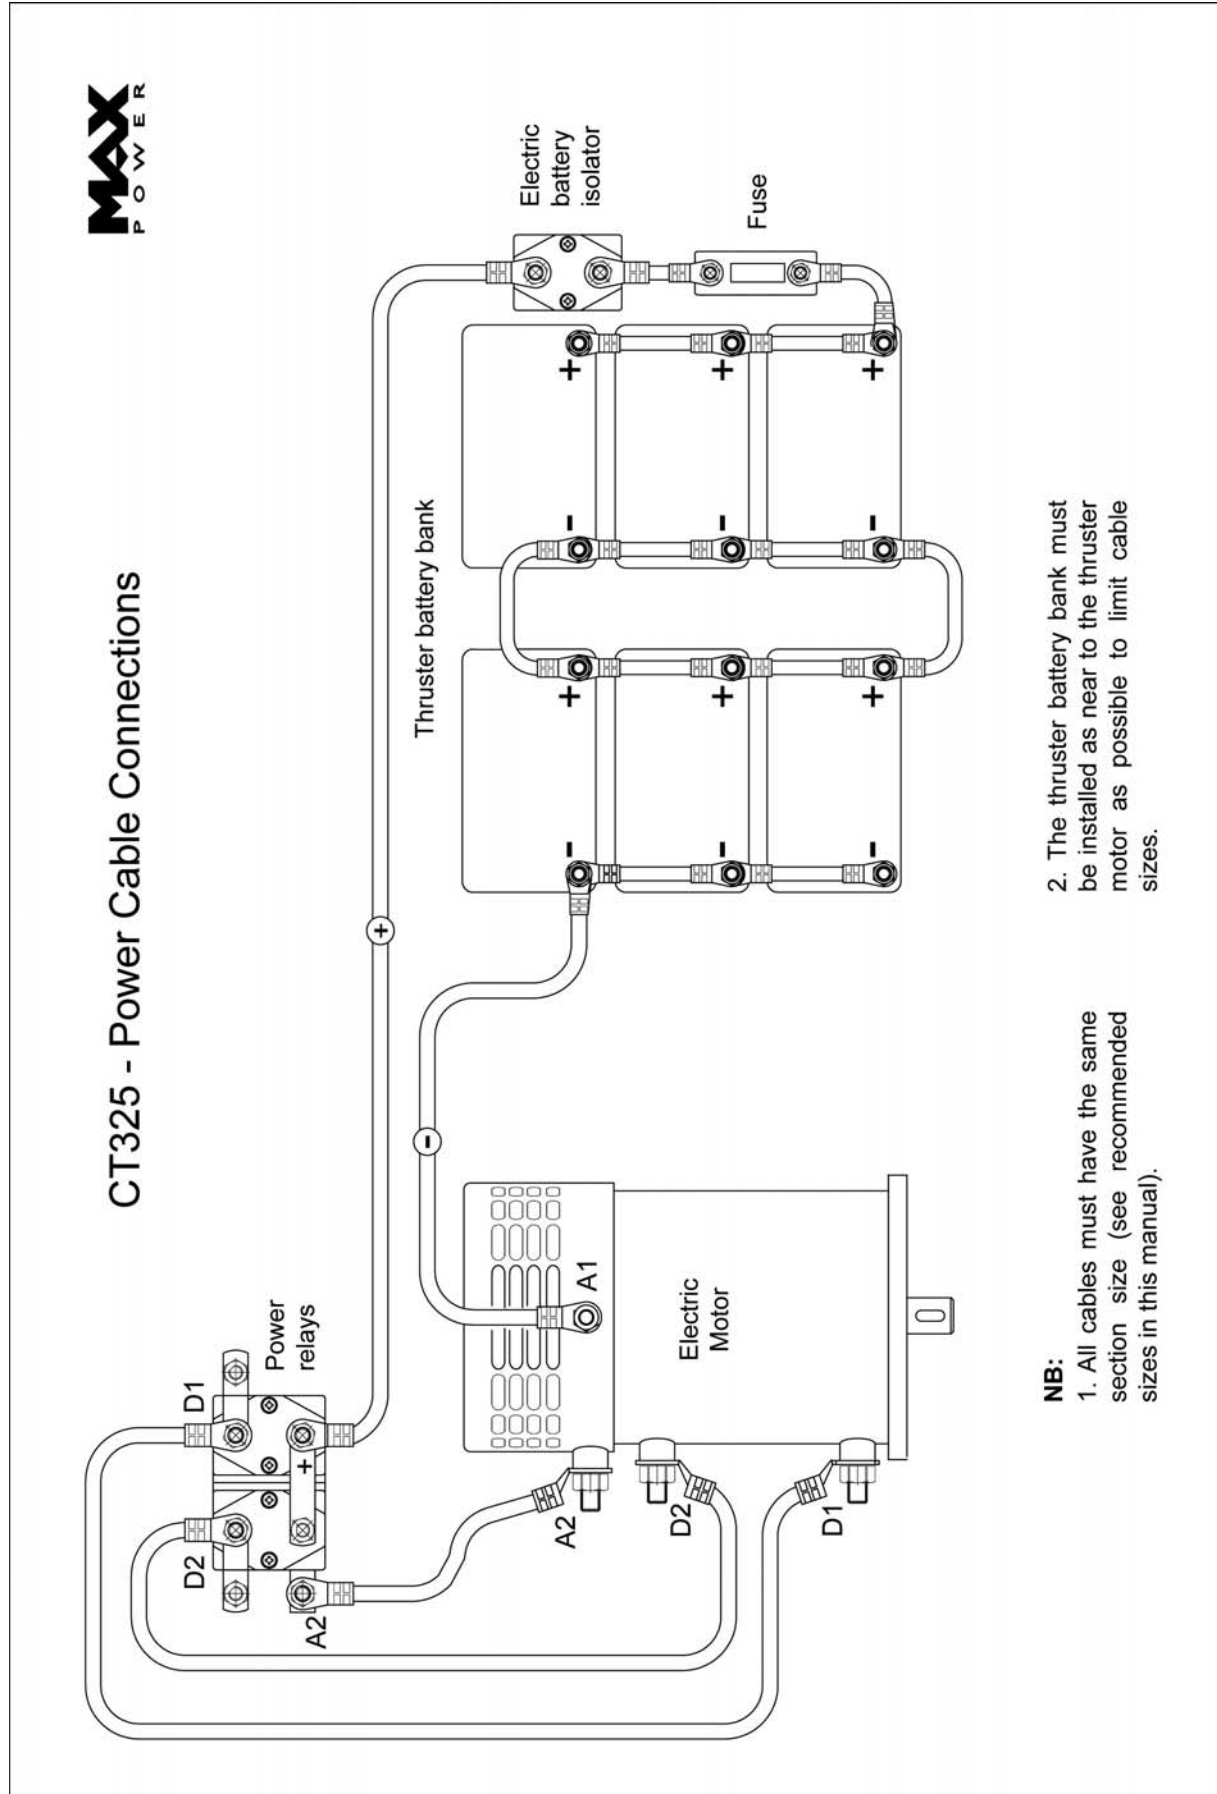 MAX
POWER
CT325 - Power Cable Connections
Electric
battery
isolator
Fuse
Thruster battery bank
+
+
+
-
-
-
+
+
+
-
-
-
+
-
Power
relays
D1
D2
+
A2
A1
Electric
Motor
A2
D2
D1
NB:
1. All cables must have the same
section size (see recommended
sizes in this manual).
2. The thruster battery bank must
be installed as near to the thruster
motor as possible to limit cable
sizes.